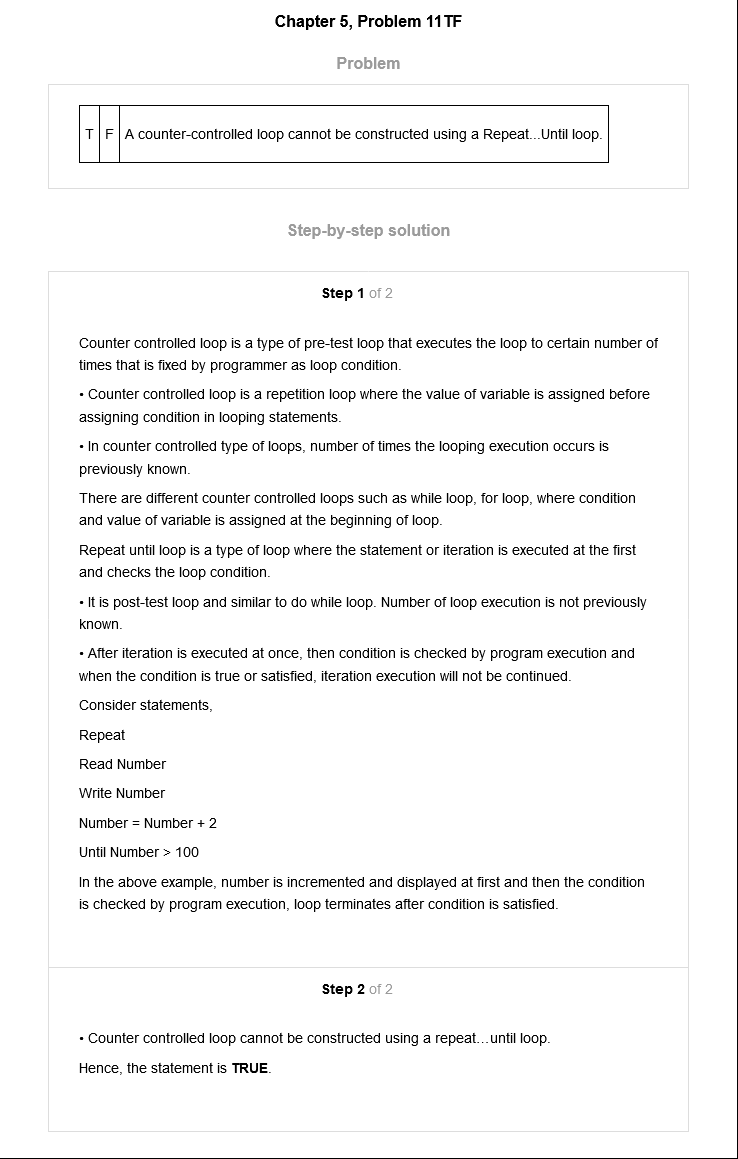 Chapter 5, Problem 11TF
Problem
T F A counter-controlled loop cannot be constructed using a Repeat...Until loop.
Step-by-step solution
Step 1 of 2
Counter controlled loop is a type of pre-test loop that executes the loop to certain number of
times that is fixed by programmer as loop condition.
• Counter controlled loop is a repetition loop where the value of variable is assigned before
assigning condition in looping statements.
• In counter controlled type of loops, number of times the looping execution occurs is
previously known.
There are different counter controlled loops such as while loop, for loop, where condition
and value of variable is assigned at the beginning of loop.
Repeat until loop is a type of loop where the statement or iteration is executed at the first
and checks the loop condition.
• It is post-test loop and similar to do while loop. Number of loop execution is not previously
known.
• After iteration is executed at once, then condition is checked by program execution and
when the condition is true or satisfied, iteration execution will not be continued.
Consider statements,
Repeat
Read Number
Write Number
Number = Number + 2
Until Number > 100
In the above example, number is incremented and displayed at first and then the condition
is checked by program execution, loop terminates after condition is satisfied.
Step 2 of 2
• Counter controlled loop cannot be constructed using a repeat…until loop.
Hence, the statement is TRUE.